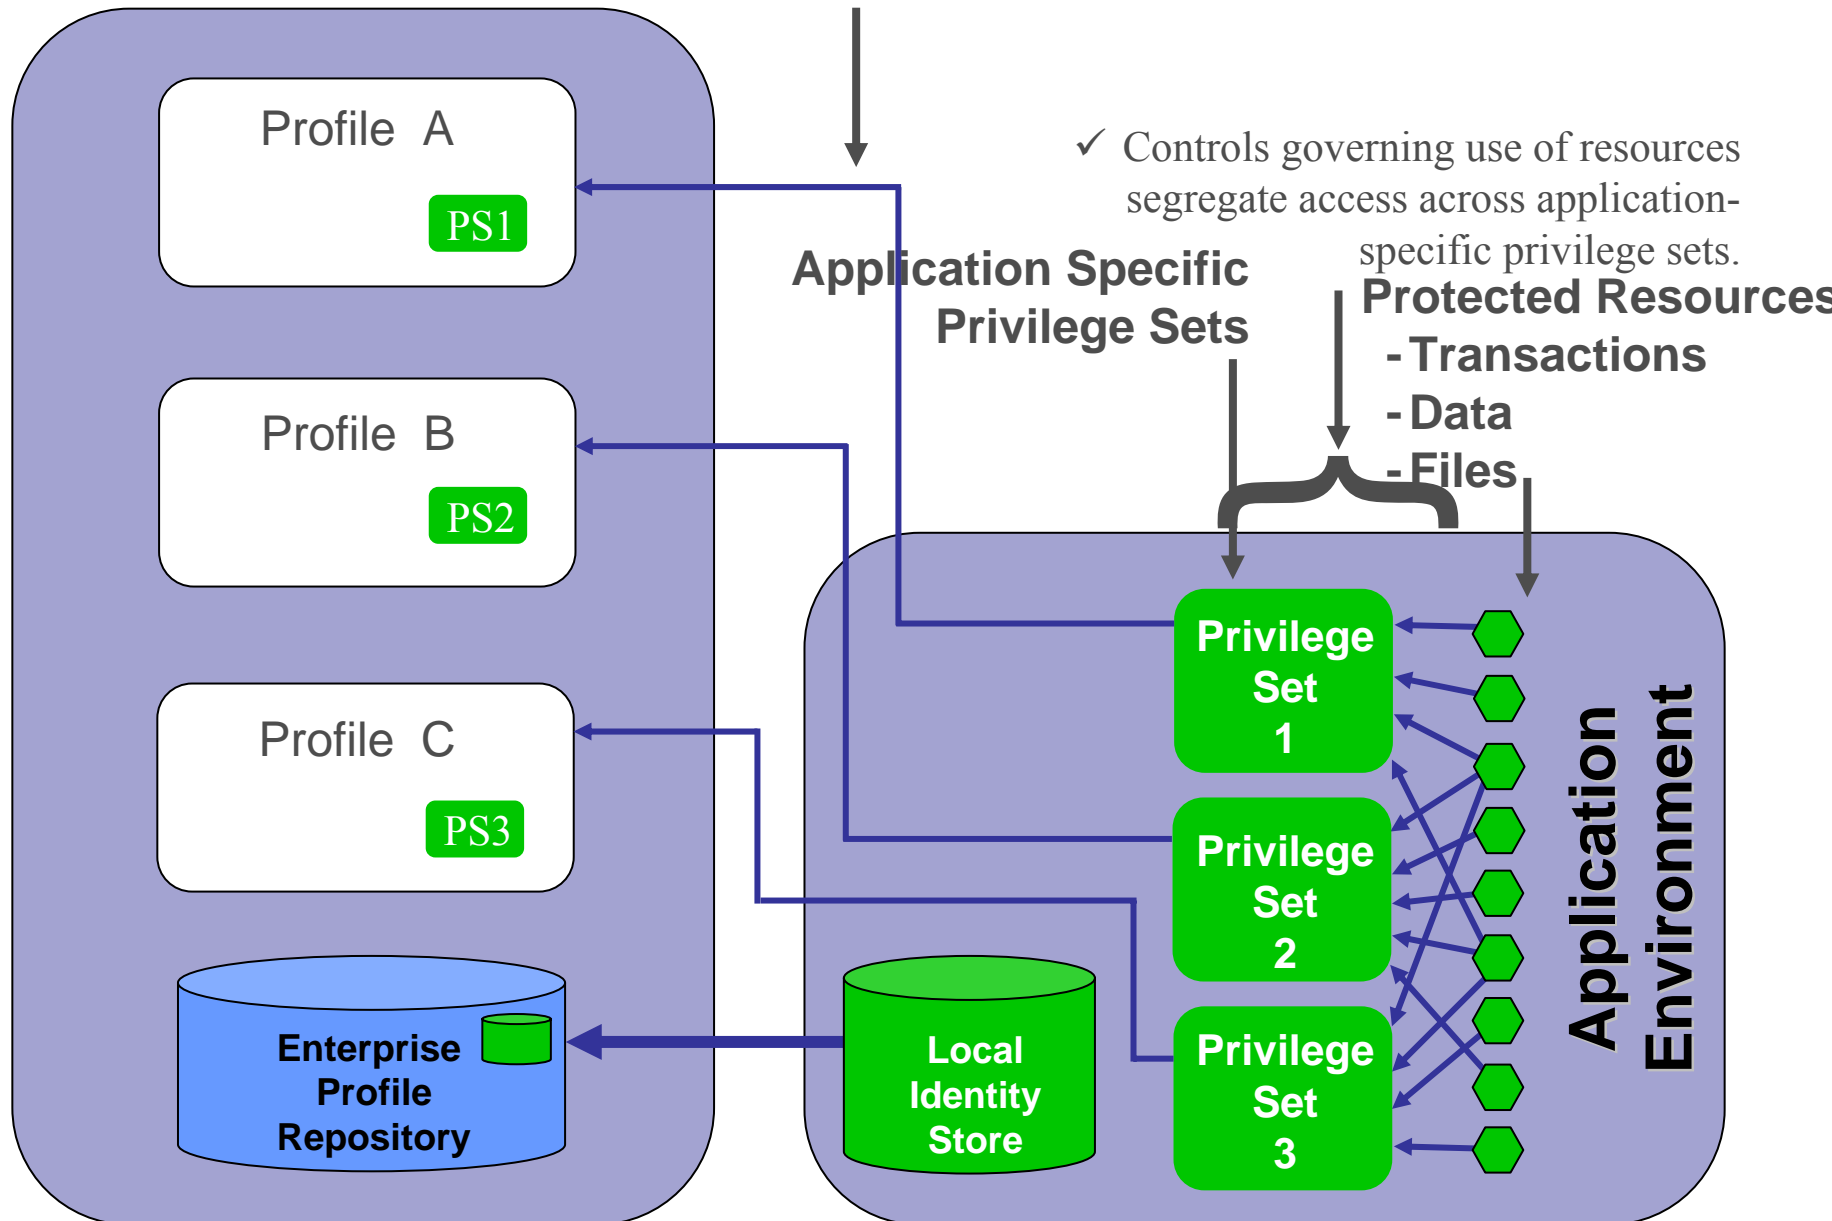 Profile A
PS1
Profile B
PS2
Profile C
PS3
Enterprise
Profile
Repository
✓ Controls governing use of resources
segregate access across application-
specific privilege sets.
Application Specific
Privilege Sets
Protected Resources
- Transactions
- Data
- Files
Privilege
Set
1
Privilege
Set
2
Privilege
Set
3
Local
Identity
Store
Application
Environment